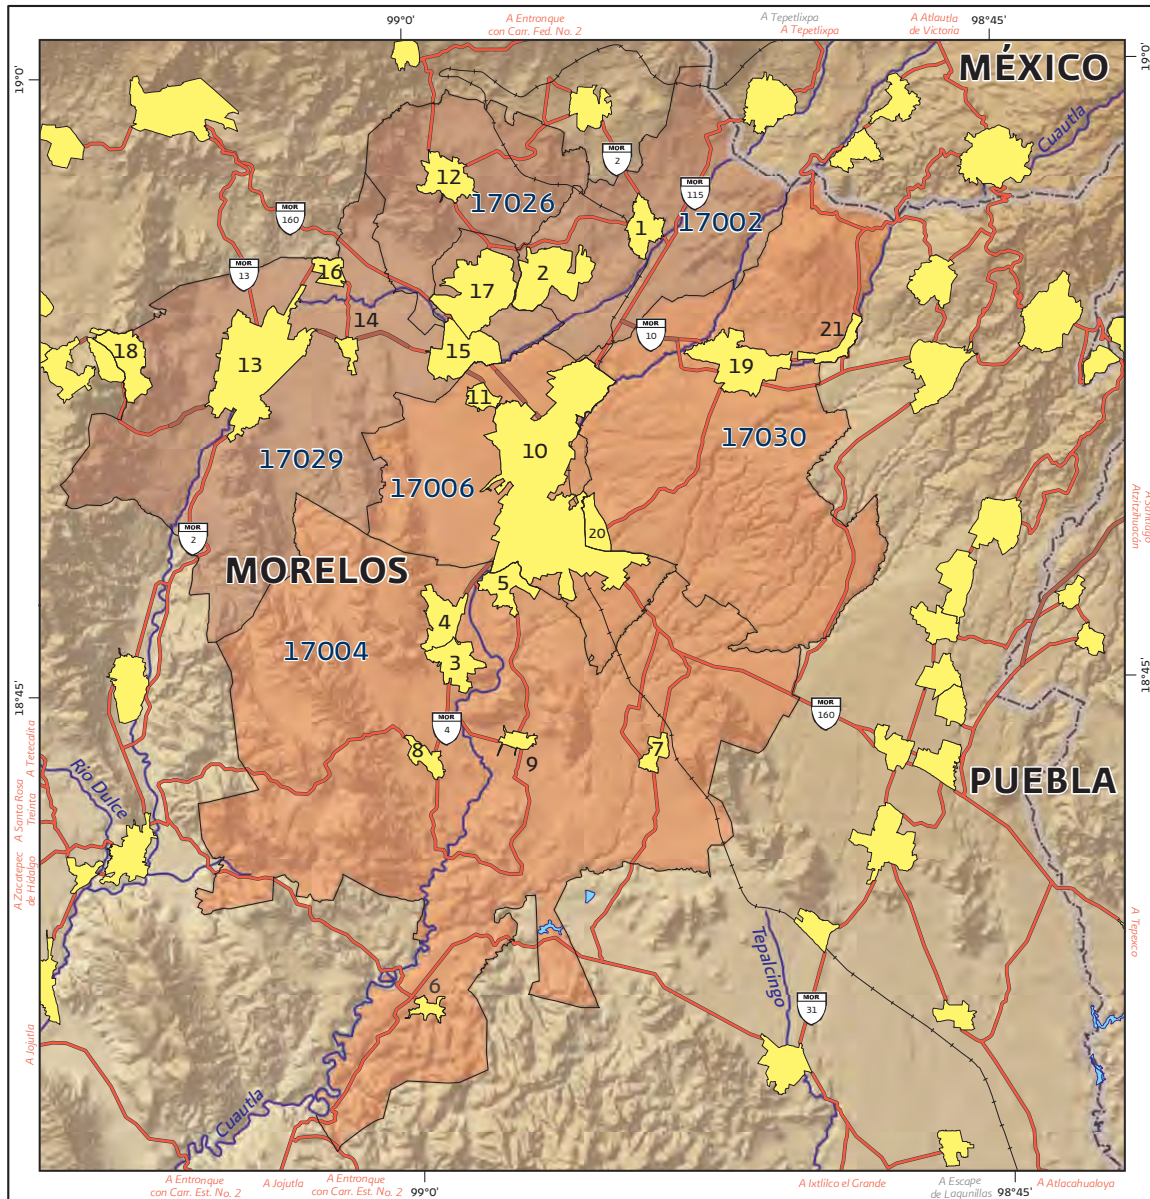 A Entronque
con Carr. Fed. No. 2
A Tepetlixpa
A Tepetlixpa
A Atlautla
de Victoria
99°0'
98°45'
19°0'
19°0'
MÉXICO
Cuautla
MOR
2
MOR
115
12
17026
1
17002
MOR
160
MOR
13
16
2
17
14
MOR
10
21
18
13
15
19
11
17029
17006
10
17030
20
A Santiago
Atzitzihuacán
MOR
2
MORELOS
5
4
17004
3
18°45'
18°45'
MOR
4
MOR
160
8
9
7
PUEBLA
Río Dulce
A Tetecalita
A Santa Rosa
Treinta
A Zacatepec
de Hidalgo
A Tepexco
Tepalcingo
6
MOR
31
A Jojutla
Cuautla
A Entronque
con Carr. Est. No. 2
A Jojutla
A Entronque
con Carr. Est. No. 2
99°0'
A Ixtlilco el Grande
A Escape
de Lagunillas
98°45'
A Atlacahualoya